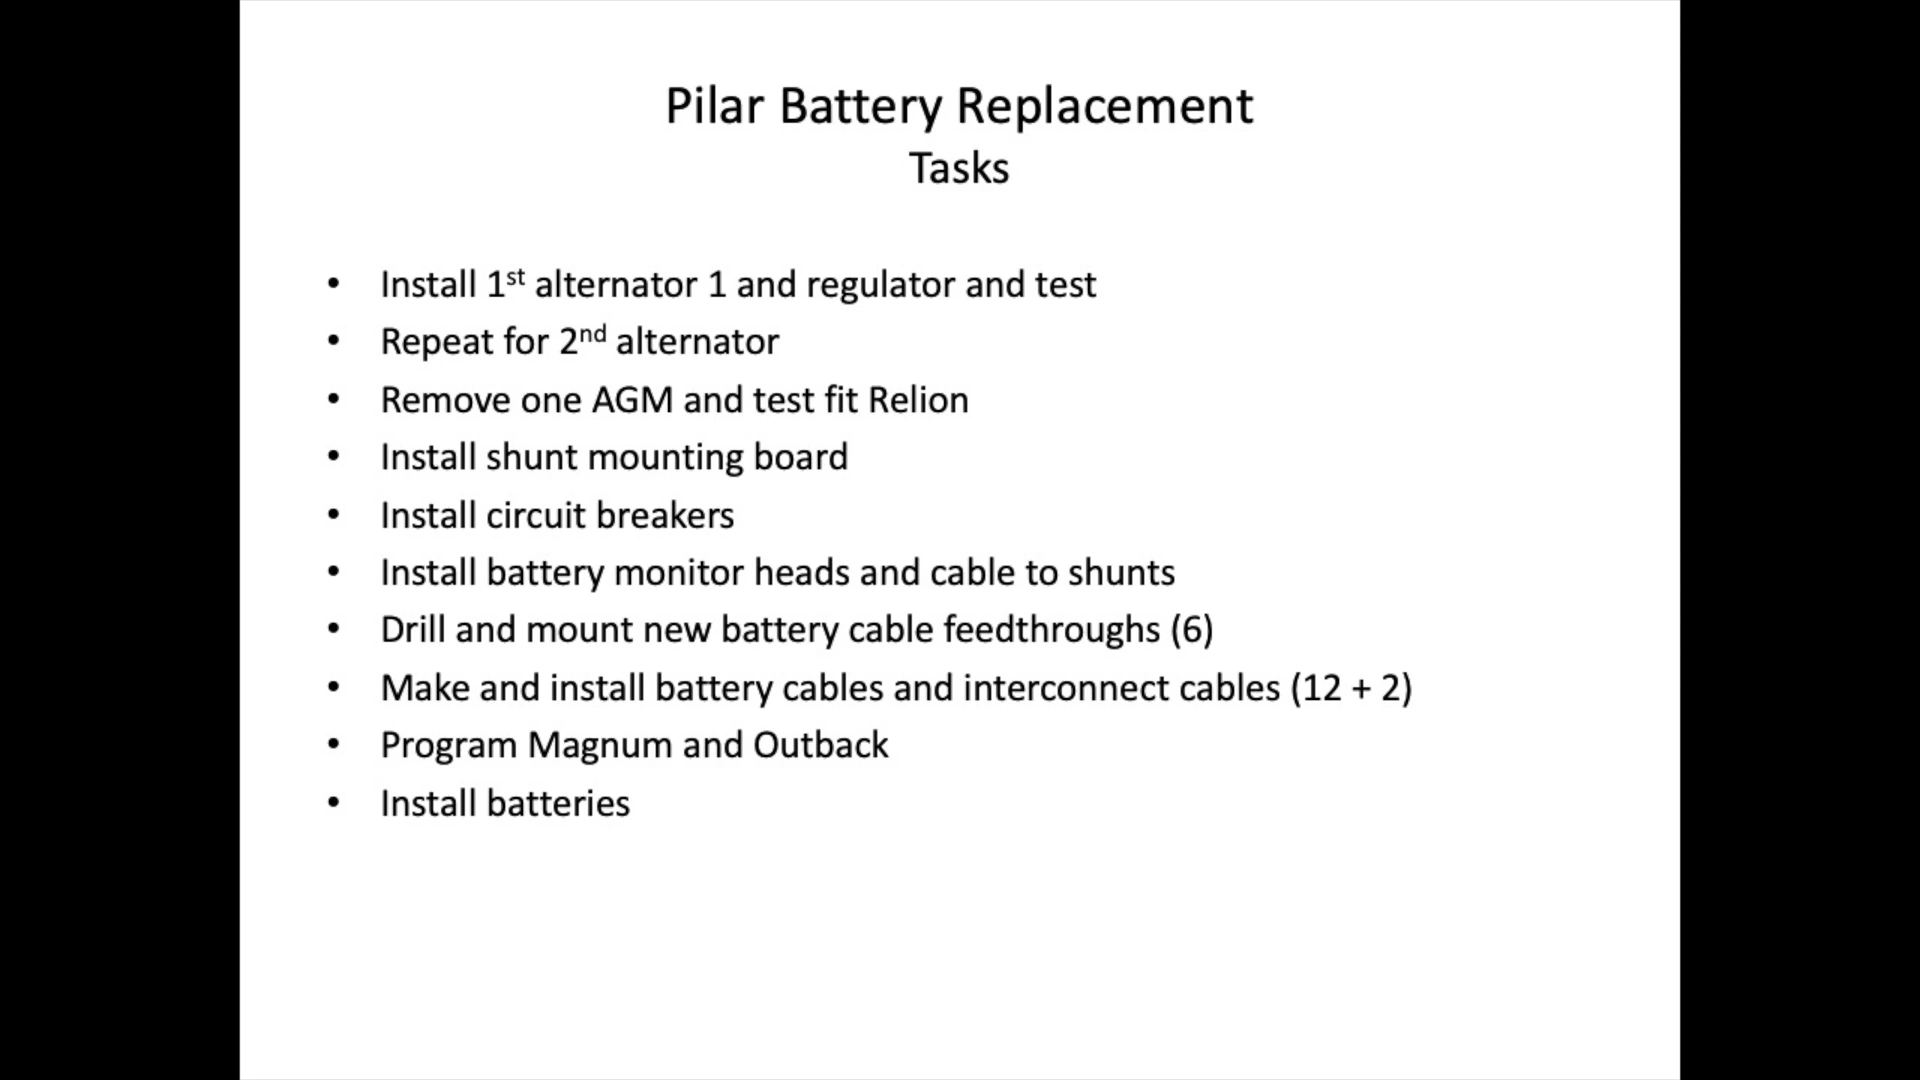 Pilar Battery Replacement
Tasks
• Install 1st alternator 1 and regulator and test
• Repeat for 2nd alternator
• Remove one AGM and test fit Relion
• Install shunt mounting board
• Install circuit breakers
• Install battery monitor heads and cable to shunts
• Drill and mount new battery cable feedthroughs (6)
• Make and install battery cables and interconnect cables (12 + 2)
• Program Magnum and Outback
• Install batteries